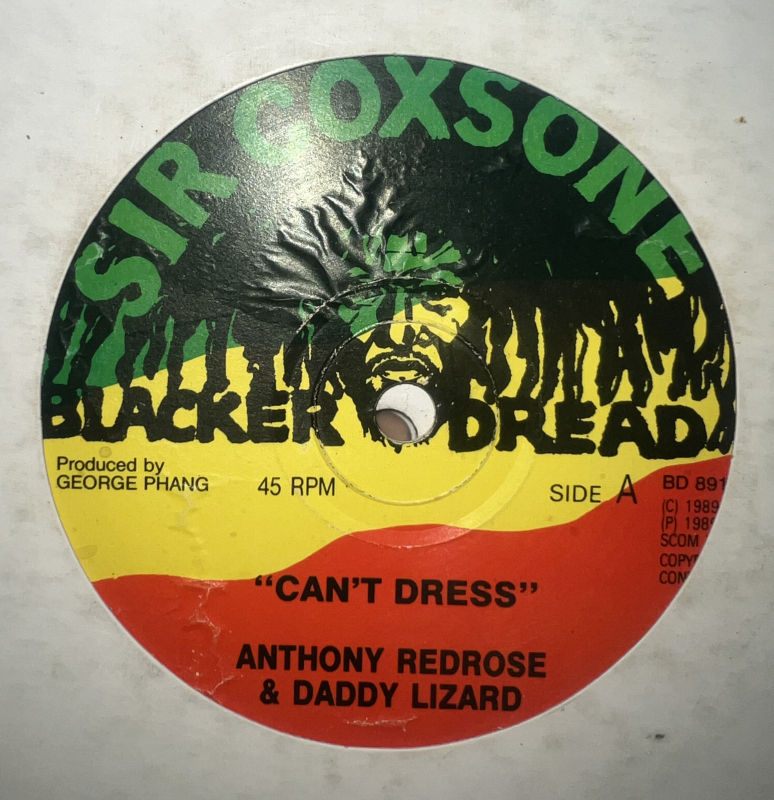 SIR COXSONE
BLACKER DREAD
Produced by
GEORGE PHANG
45 RPM
SIDE A
BD 891
(C) 1989
(P) 198
SCOM
"CAN'T DRESS"
ANTHONY REDROSE
& DADDY LIZARD